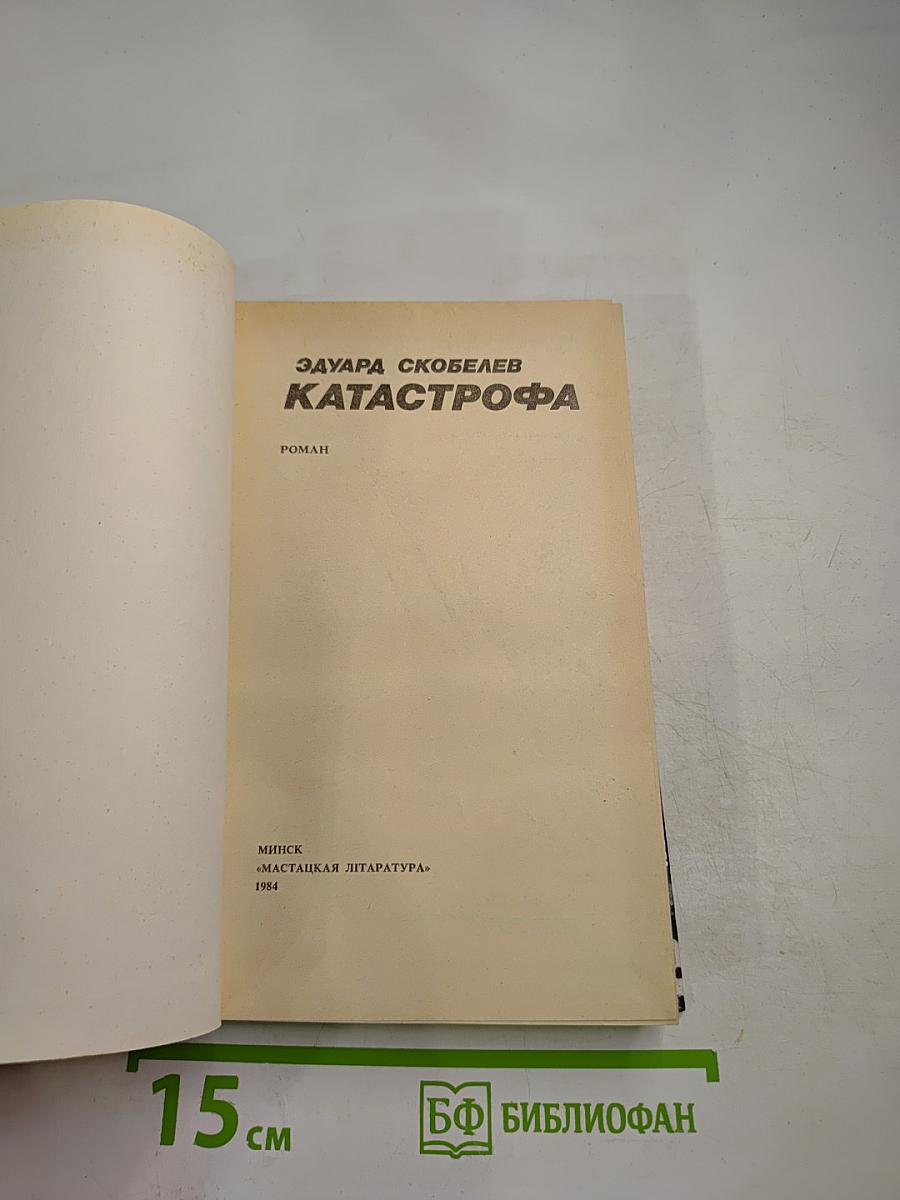 ЭДУАРД СКОБЕЛЕВ
КАТАСТРОФА
РОМАН
МИНСК
«МАСТАЦКАЯ ЛІТАРАТУРА»
1984
15 см
БФ БИБЛИОФАН